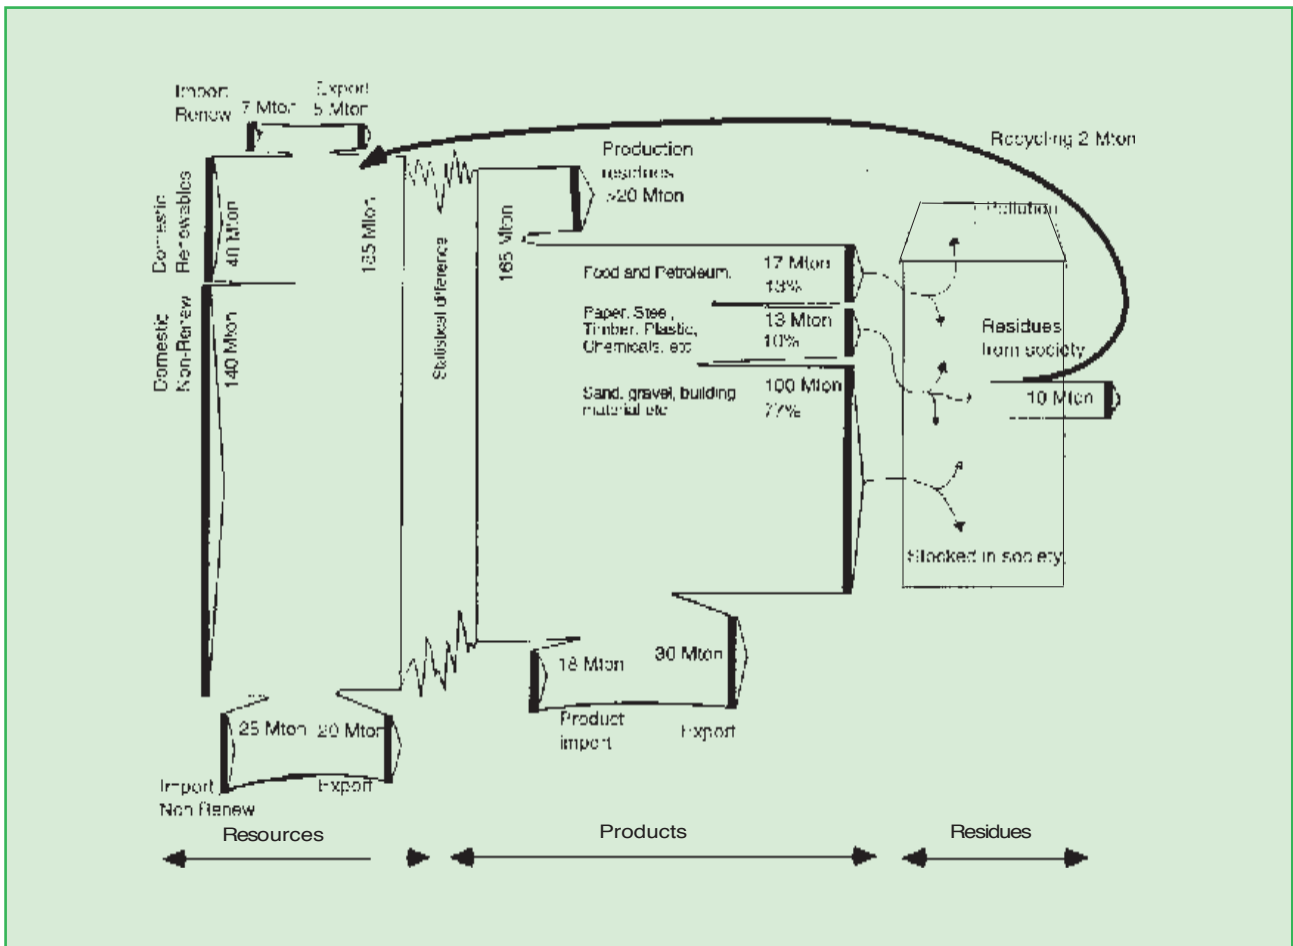 Import
Renew
7 Mton
Export
5 Mton
Recycling 2 Mton
Production
residues
>20 Mton
Pollution
Domestic
Renewables
40 Mton
Statistical difference
165 Mton
Food and Petroleum.
17 Mton
13%
Paper, Steel,
Timber, Plastic,
Chemicals, etc
13 Mton
10%
Residues
from society
Domestic
Non-Renew
140 Mton
Sand, gravel, building
material etc
100 Mton
77%
10 Mton
Stocked in society
18 Mton
30 Mton
Product
import
Export
25 Mton
20 Mton
Import
Non Renew
Export
Resources
Products
Residues